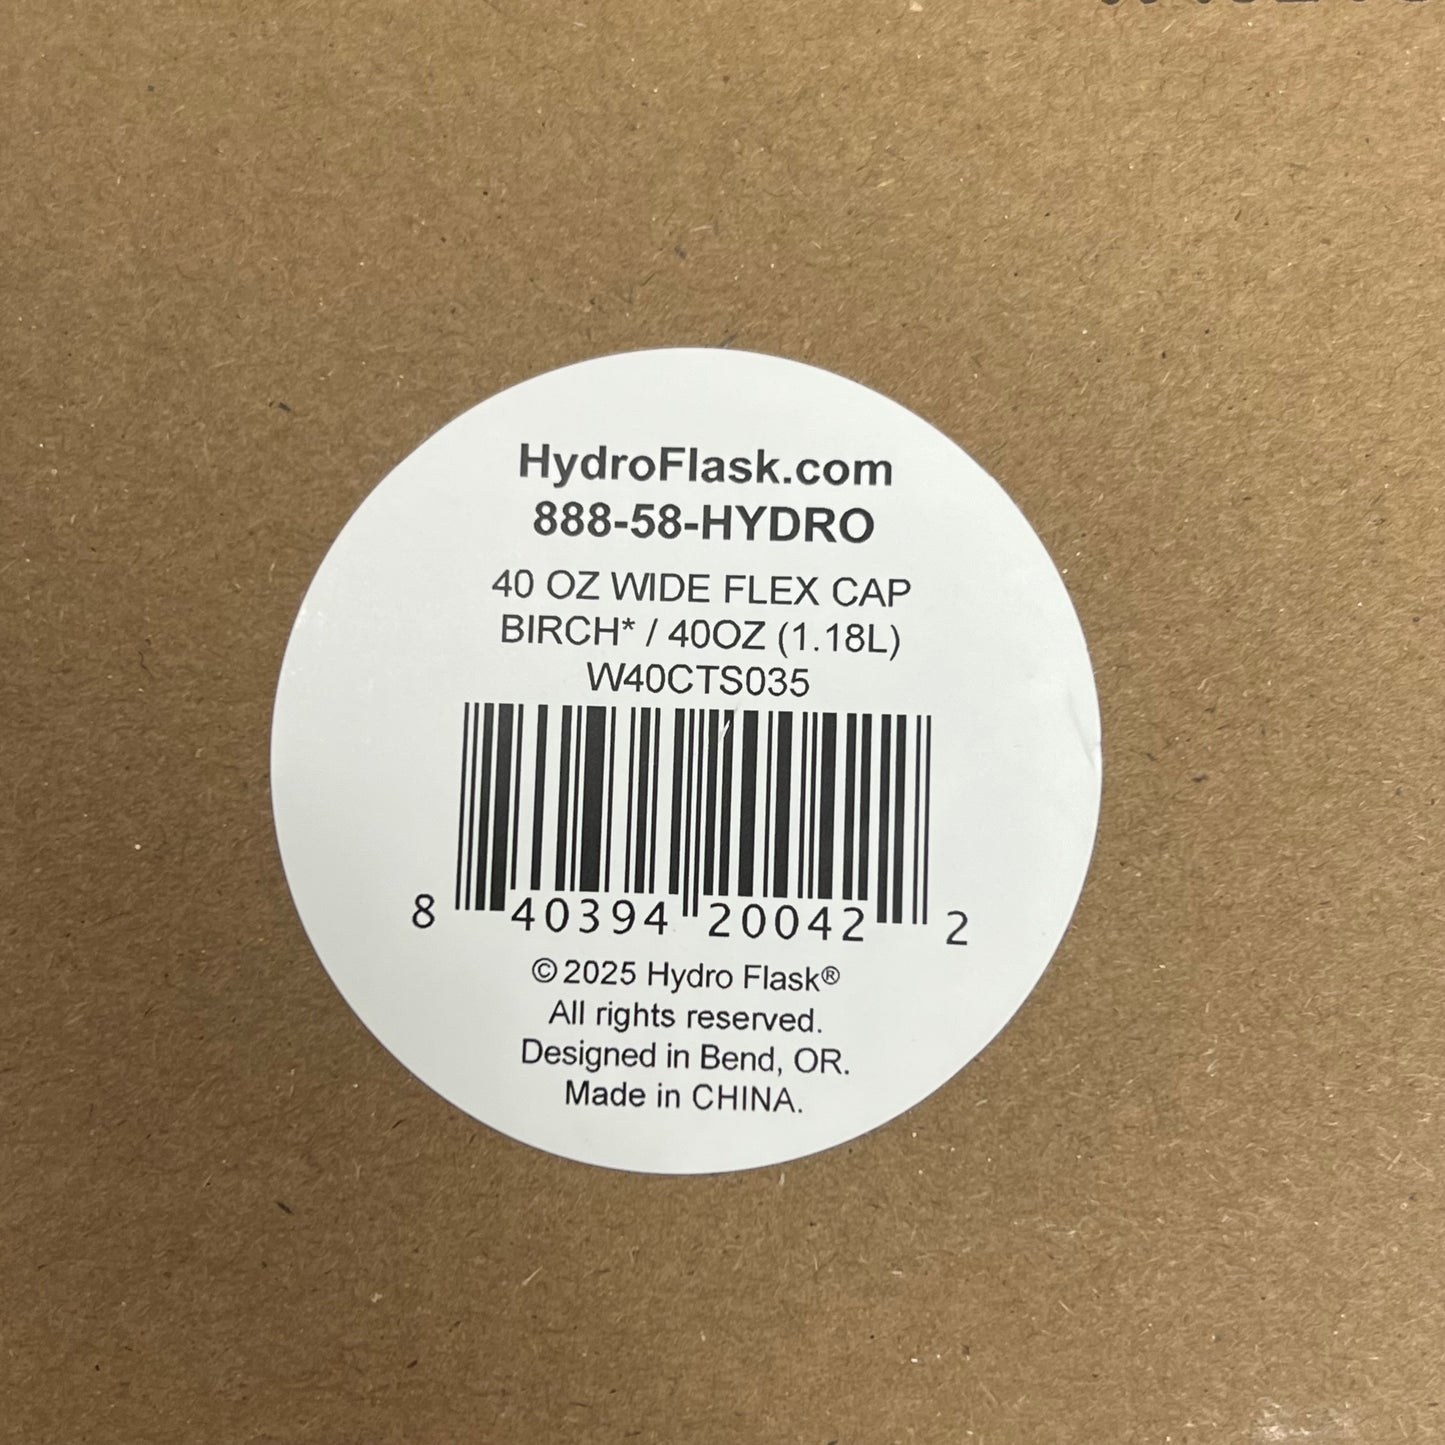 HydroFlask.com
888-58-HYDRO
40 OZ WIDE FLEX CAP
BIRCH* / 40OZ (1.18L)
W40CTS035
8 40394 20042 2
© 2025 Hydro Flask®
All rights reserved.
Designed in Bend, OR.
Made in CHINA.